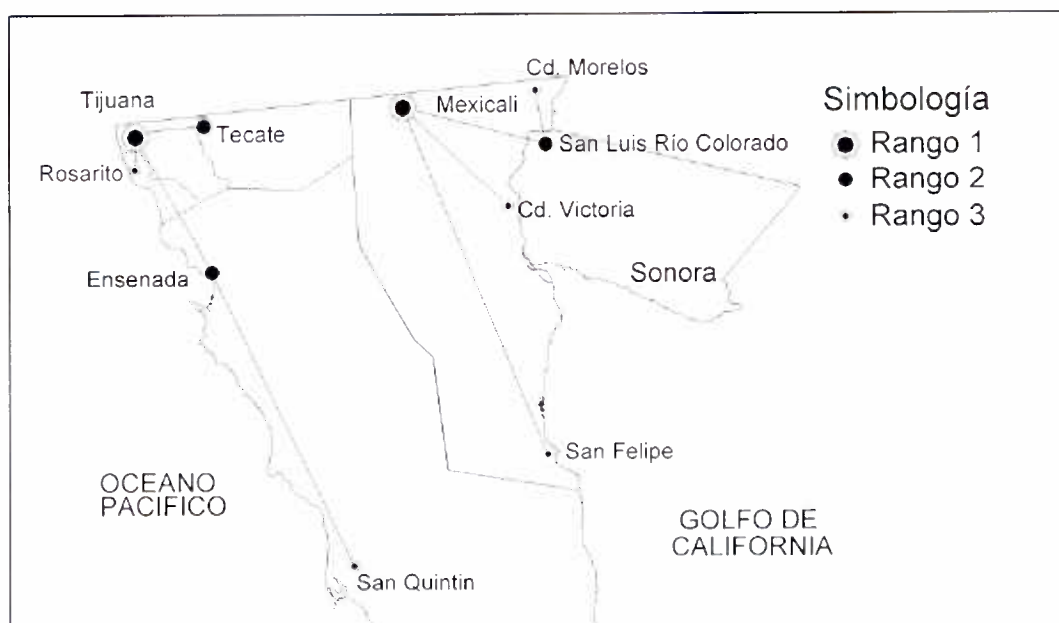 Cd. Morelos
Tijuana
Mexicali
Tecate
San Luis Río Colorado
Rosarito
Cd. Victoria
Ensenada
Sonora
San Felipe
OCEANO
PACIFICO
GOLFO DE
CALIFORNIA
San Quintin
Simbología
Rango 1
Rango 2
Rango 3